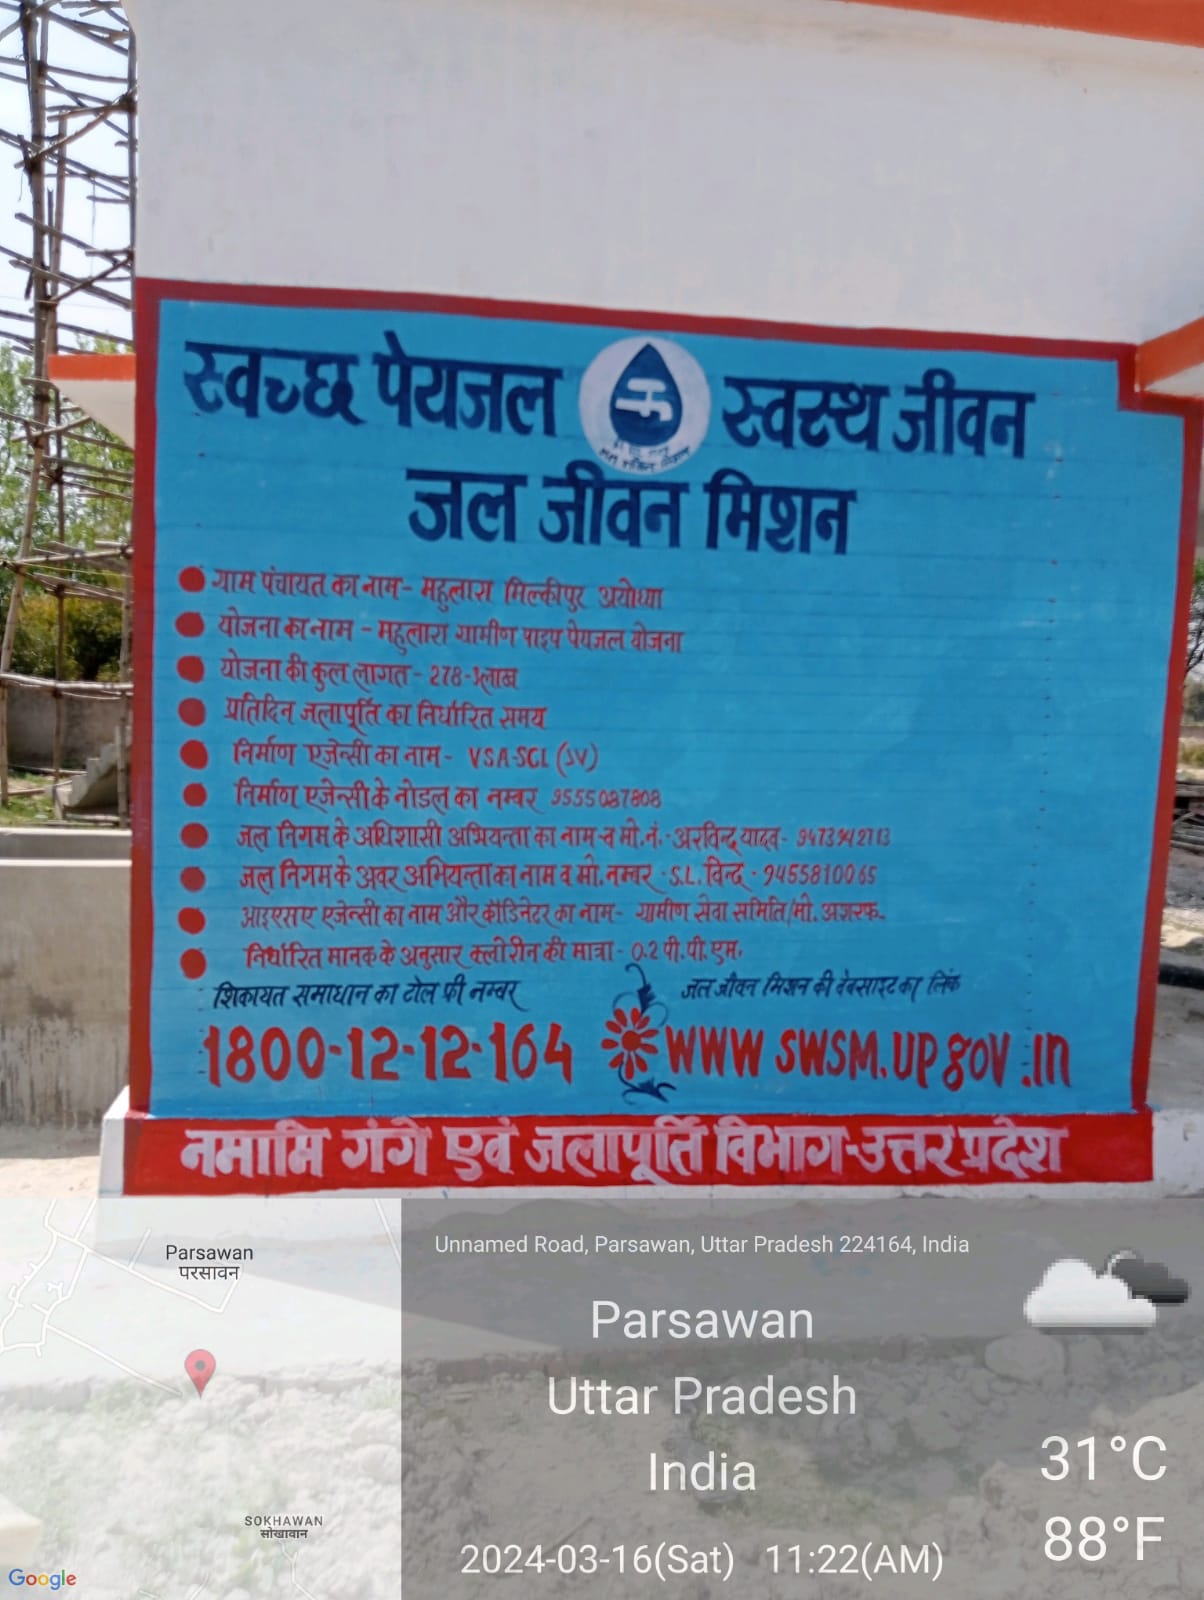 स्वच्छ पेयजल स्वस्थ जीवन
जल जीवन मिशन
ग्राम पंचायत का नाम- महुलारा मिल्कीपुर अयोध्या
योजना का नाम - महुलारा ग्रामीण पाइप पेयजल योजना
योजना की कुल लागत - 278.31लाख
प्रतिदिन जलापूर्ति का निर्धारित समय
निर्माण एजेन्सी का नाम - VSA-SCL (JV)
निर्माण एजेन्सी के नोडल का नम्बर 9555087808
जल निगम के अधिशासी अभियन्ता का नाम-व मो.नं.- अरविन्द यादव-
जल निगम के अवर अभियन्ता का नाम व मो. नम्बर - S.L. विन्द - 9455810065
आइएसए एजेन्सी का नाम और कॉडिनेटर का नाम- ग्रामीण सेवा समिति/मो. अशरफ
निर्धारित मानक के अनुसार क्लोरीन की मात्रा - 0.2 पी.पी.एम.
शिकायत समाधान का टोल फ्री नम्बर जल जीवन मिशन की वेबसाइट का लिंक
1800-12-12-164 www.swsm.up.gov.in
नमामि गंगे एवं जलापूर्ति विभाग-उत्तर प्रदेश
Parsawan
परसावन
SOKHAWAN
सोखावान
Google
Unnamed Road, Parsawan, Uttar Pradesh 224164, India
Parsawan
Uttar Pradesh
India
2024-03-16(Sat) 11:22(AM)
31°C
88°F